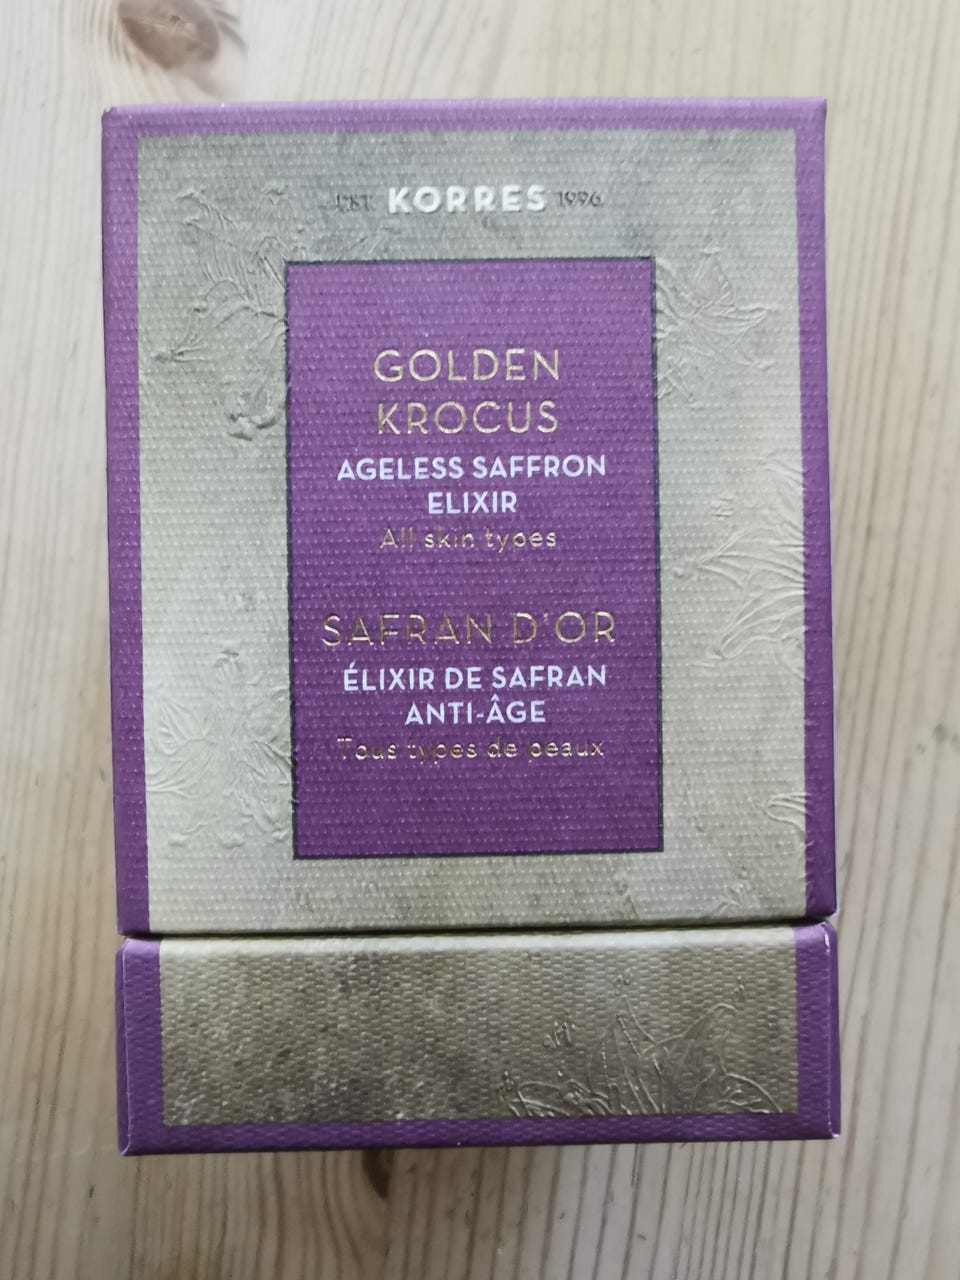 EST. KORRES 1996
GOLDEN
KROCUS
AGELESS SAFFRON
ELIXIR
All skin types
SAFRAN D'OR
ÉLIXIR DE SAFRAN
ANTI-ÂGE
Tous types de peaux